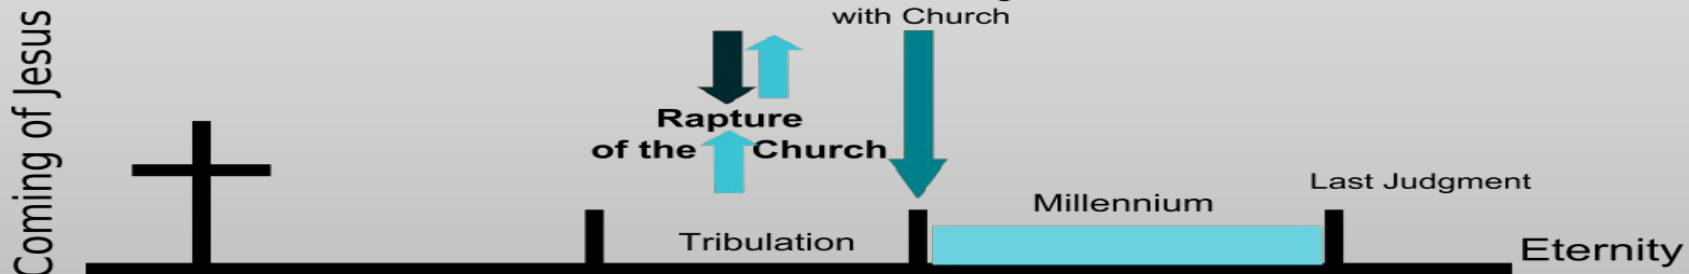 Coming of Jesus
with Church
Rapture
of the Church
Tribulation
Millennium
Last Judgment
Eternity